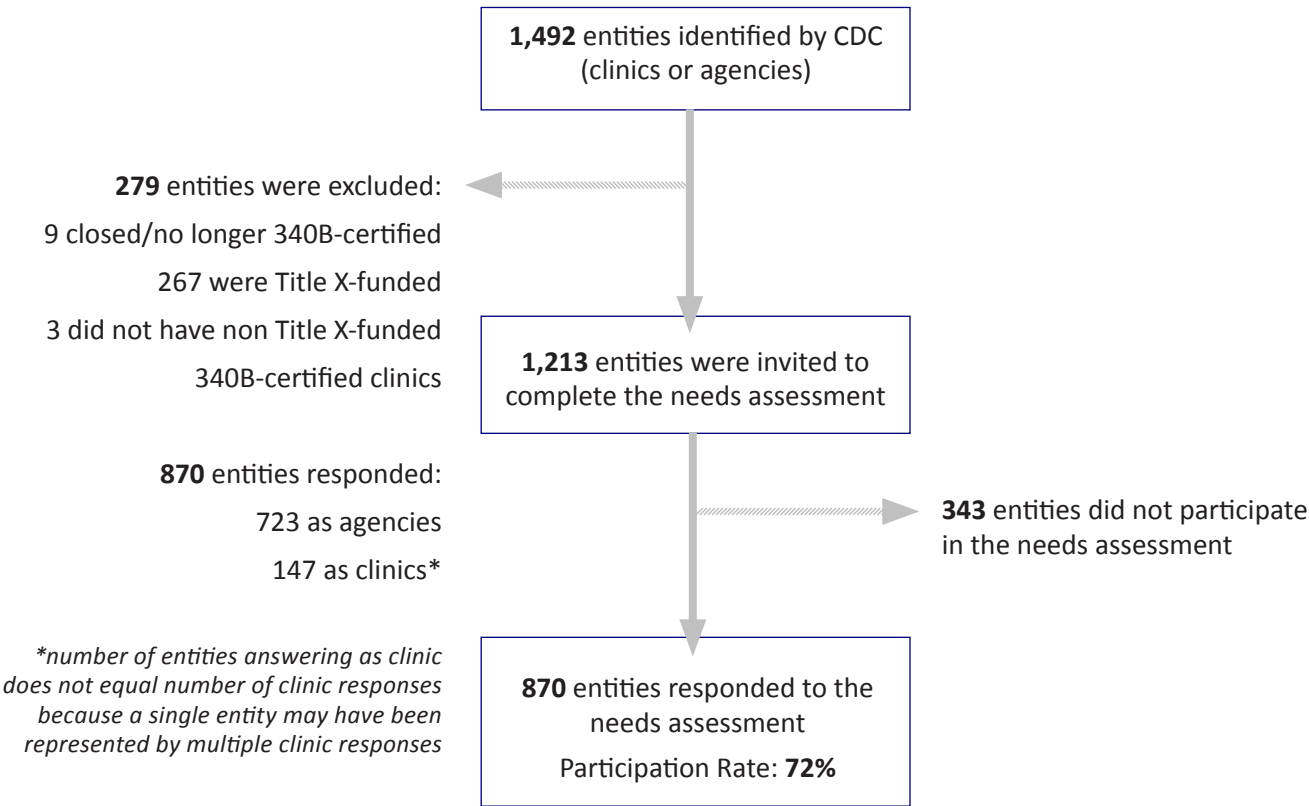 1,492 entities identified by CDC
(clinics or agencies)
279 entities were excluded:
9 closed/no longer 340B-certified
267 were Title X-funded
3 did not have non Title X-funded
340B-certified clinics
1,213 entities were invited to
complete the needs assessment
870 entities responded:
723 as agencies
147 as clinics*
343 entities did not participate
in the needs assessment
*number of entities answering as clinic
does not equal number of clinic responses
because a single entity may have been
represented by multiple clinic responses
870 entities responded to the
needs assessment
Participation Rate: 72%